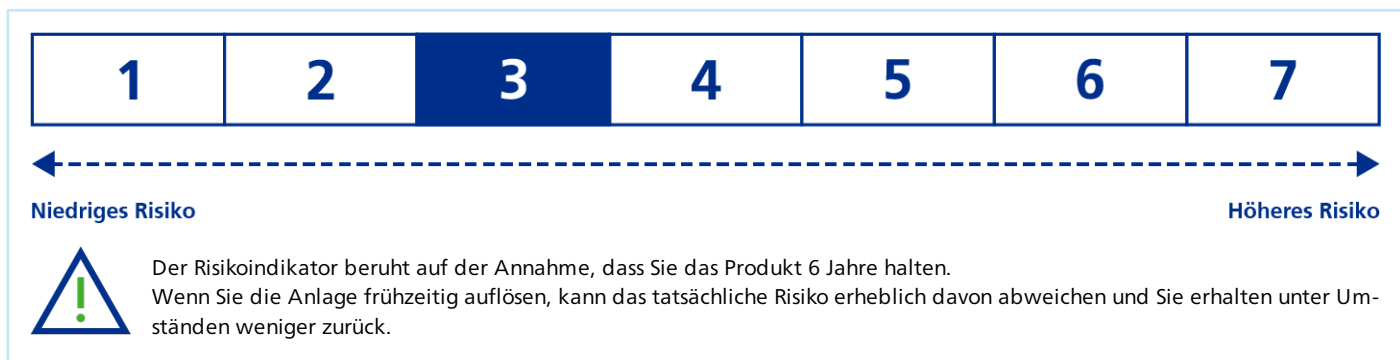 1 2 3 4 5 6 7
Niedriges Risiko Höheres Risiko
Der Risikoindikator beruht auf der Annahme, dass Sie das Produkt 6 Jahre halten.
Wenn Sie die Anlage frühzeitig auflösen, kann das tatsächliche Risiko erheblich davon abweichen und Sie erhalten unter Um-
ständen weniger zurück.